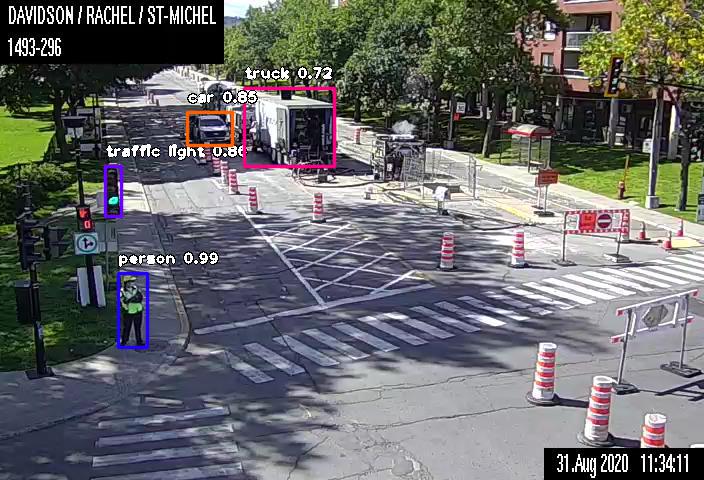 DAVIDSON / RACHEL / ST-MICHEL
1493-296
truck 0.72
car 0.85
traffic light 0.86
person 0.99
31.Aug 2020 11:34:11